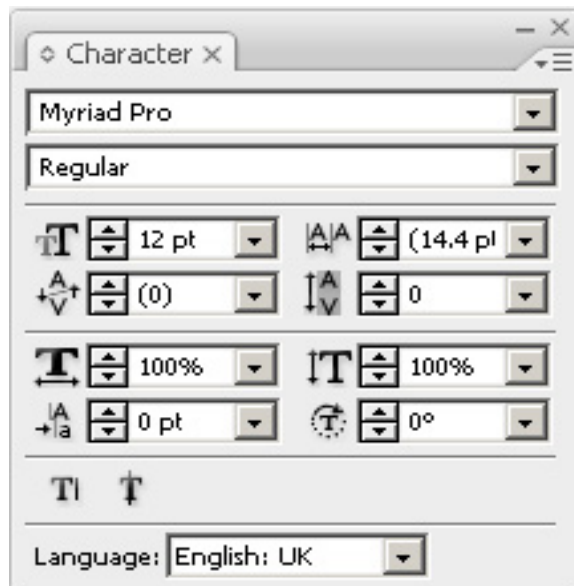 Character
Myriad Pro
Regular
12 pt (14.4 pt
(0) 0
100% 100%
0 pt 0°
Language: English: UK